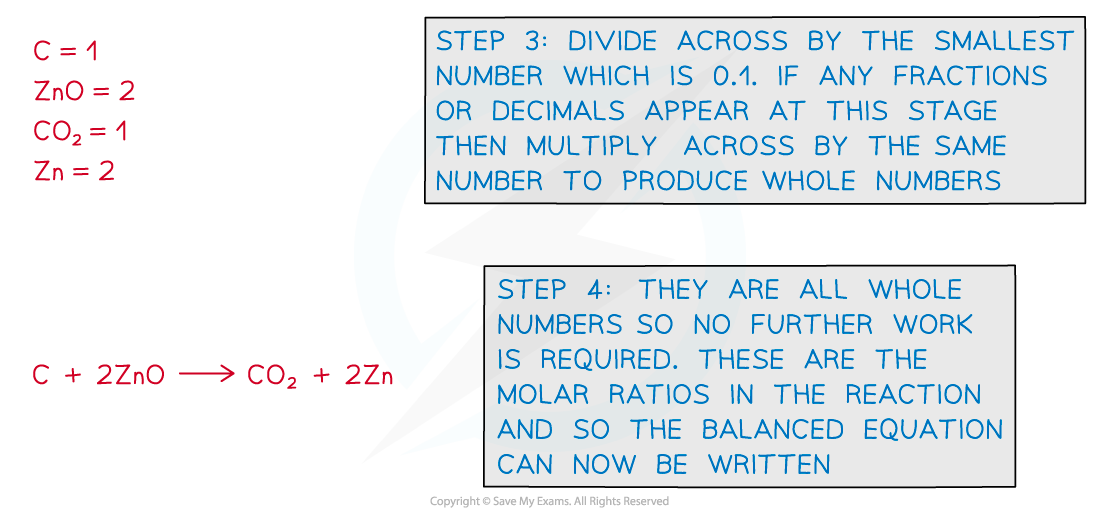 C = 1
ZnO = 2
CO₂ = 1
Zn = 2
STEP 3: DIVIDE ACROSS BY THE SMALLEST
NUMBER WHICH IS 0.1. IF ANY FRACTIONS
OR DECIMALS APPEAR AT THIS STAGE
THEN MULTIPLY ACROSS BY THE SAME
NUMBER TO PRODUCE WHOLE NUMBERS
C + 2ZnO ⟶ CO₂ + 2Zn
STEP 4: THEY ARE ALL WHOLE
NUMBERS SO NO FURTHER WORK
IS REQUIRED. THESE ARE THE
MOLAR RATIOS IN THE REACTION
AND SO THE BALANCED EQUATION
CAN NOW BE WRITTEN
Copyright © Save My Exams. All Rights Reserved